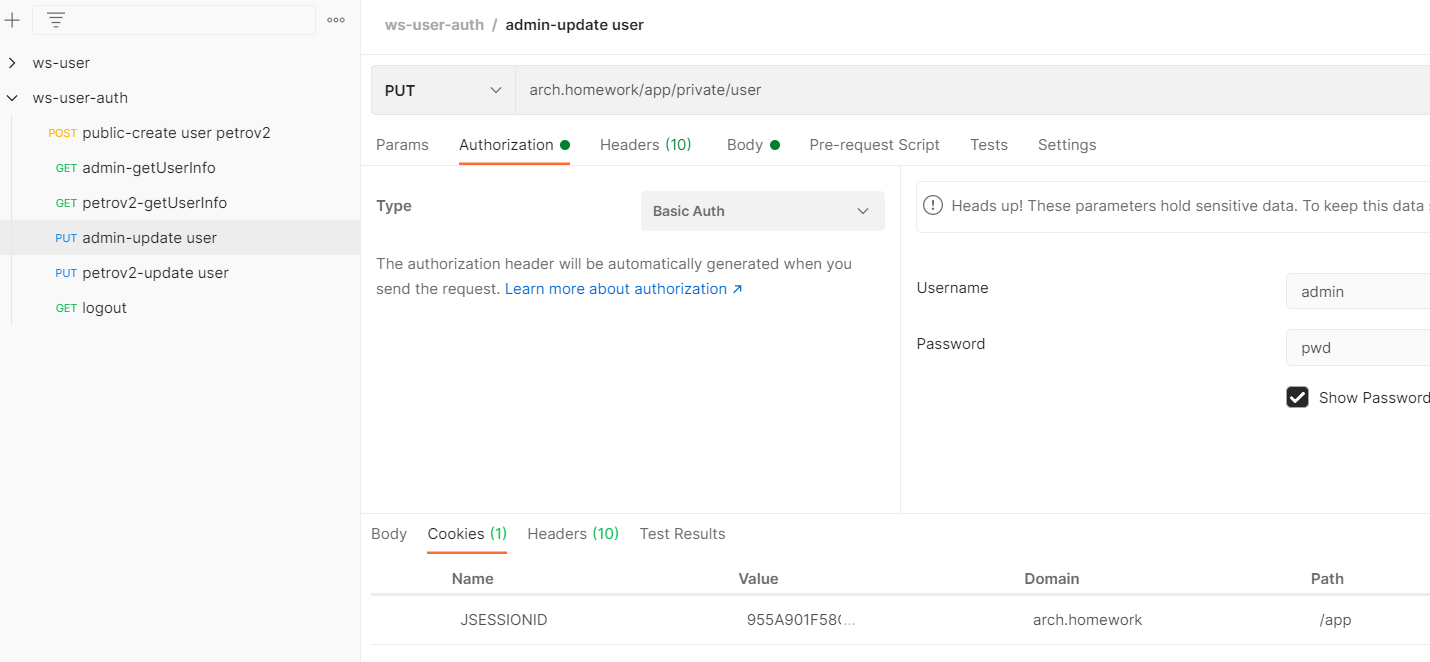 ws-user
ws-user-auth
POST public-create user petrov2
GET admin-getUserInfo
GET petrov2-getUserInfo
PUT admin-update user
PUT petrov2-update user
GET logout
ws-user-auth / admin-update user
PUT arch.homework/app/private/user
Params Authorization Headers (10) Body Pre-request Script Tests Settings
Type Basic Auth
The authorization header will be automatically generated when you
send the request. Learn more about authorization ↗
Heads up! These parameters hold sensitive data. To keep this data
Username admin
Password pwd
Show Password
Body Cookies (1) Headers (10) Test Results
Name Value Domain Path
JSESSIONID 955A901F58... arch.homework /app